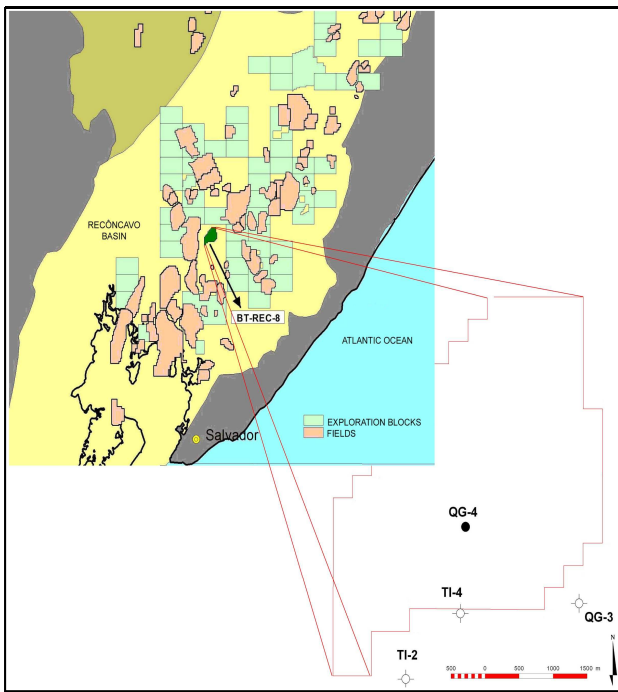 RECÔNCAVO
BASIN
BT-REC-8
ATLANTIC OCEAN
EXPLORATION BLOCKS
FIELDS
Salvador
QG-4
TI-4
QG-3
TI-2
500 0 500 1000 1500 m
N